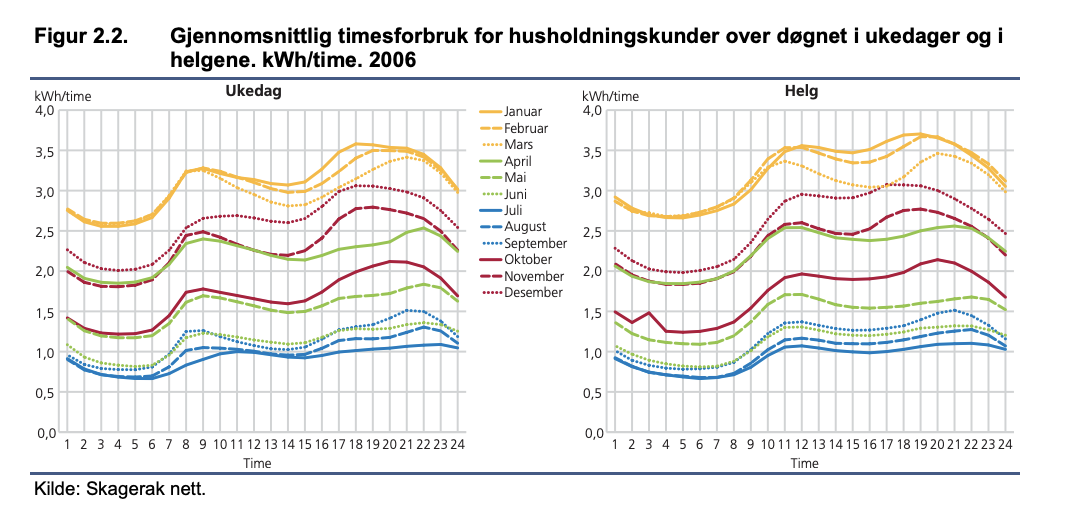 Figur 2.2. Gjennomsnittlig timesforbruk for husholdningskunder over døgnet i ukedager og i
helgene. kWh/time. 2006
kWh/time
Ukedag
4,0
3,5
3,0
2,5
2,0
1,5
1,0
0,5
0,0
1 2 3 4 5 6 7 8 9 10 11 12 13 14 15 16 17 18 19 20 21 22 23 24
Time
Januar
Februar
Mars
April
Mai
Juni
Juli
August
September
Oktober
November
Desember
kWh/time
Helg
4,0
3,5
3,0
2,5
2,0
1,5
1,0
0,5
0,0
1 2 3 4 5 6 7 8 9 10 11 12 13 14 15 16 17 18 19 20 21 22 23 24
Time
Kilde: Skagerak nett.